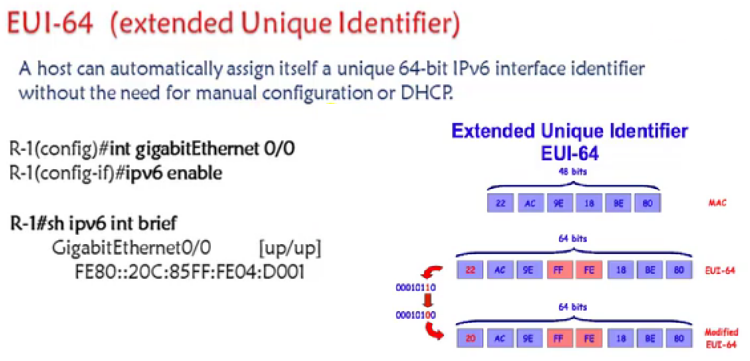 EUI-64 (extended Unique Identifier)
A host can automatically assign itself a unique 64-bit IPv6 interface identifier
without the need for manual configuration or DHCP.
R-1(config)#int gigabitEthernet 0/0
R-1(config-if)#ipv6 enable
R-1#sh ipv6 int brief
GigabitEthernet0/0 [up/up]
FE80::20C:85FF:FE04:D001
Extended Unique Identifier
EUI-64
48 bits
22 AC 9E 18 BE 80 MAC
64 bits
22 AC 9E FF FE 18 BE 80 EUI-64
00010110
00010100
64 bits
20 AC 9E FF FE 18 BE 80 Modified
EUI-64